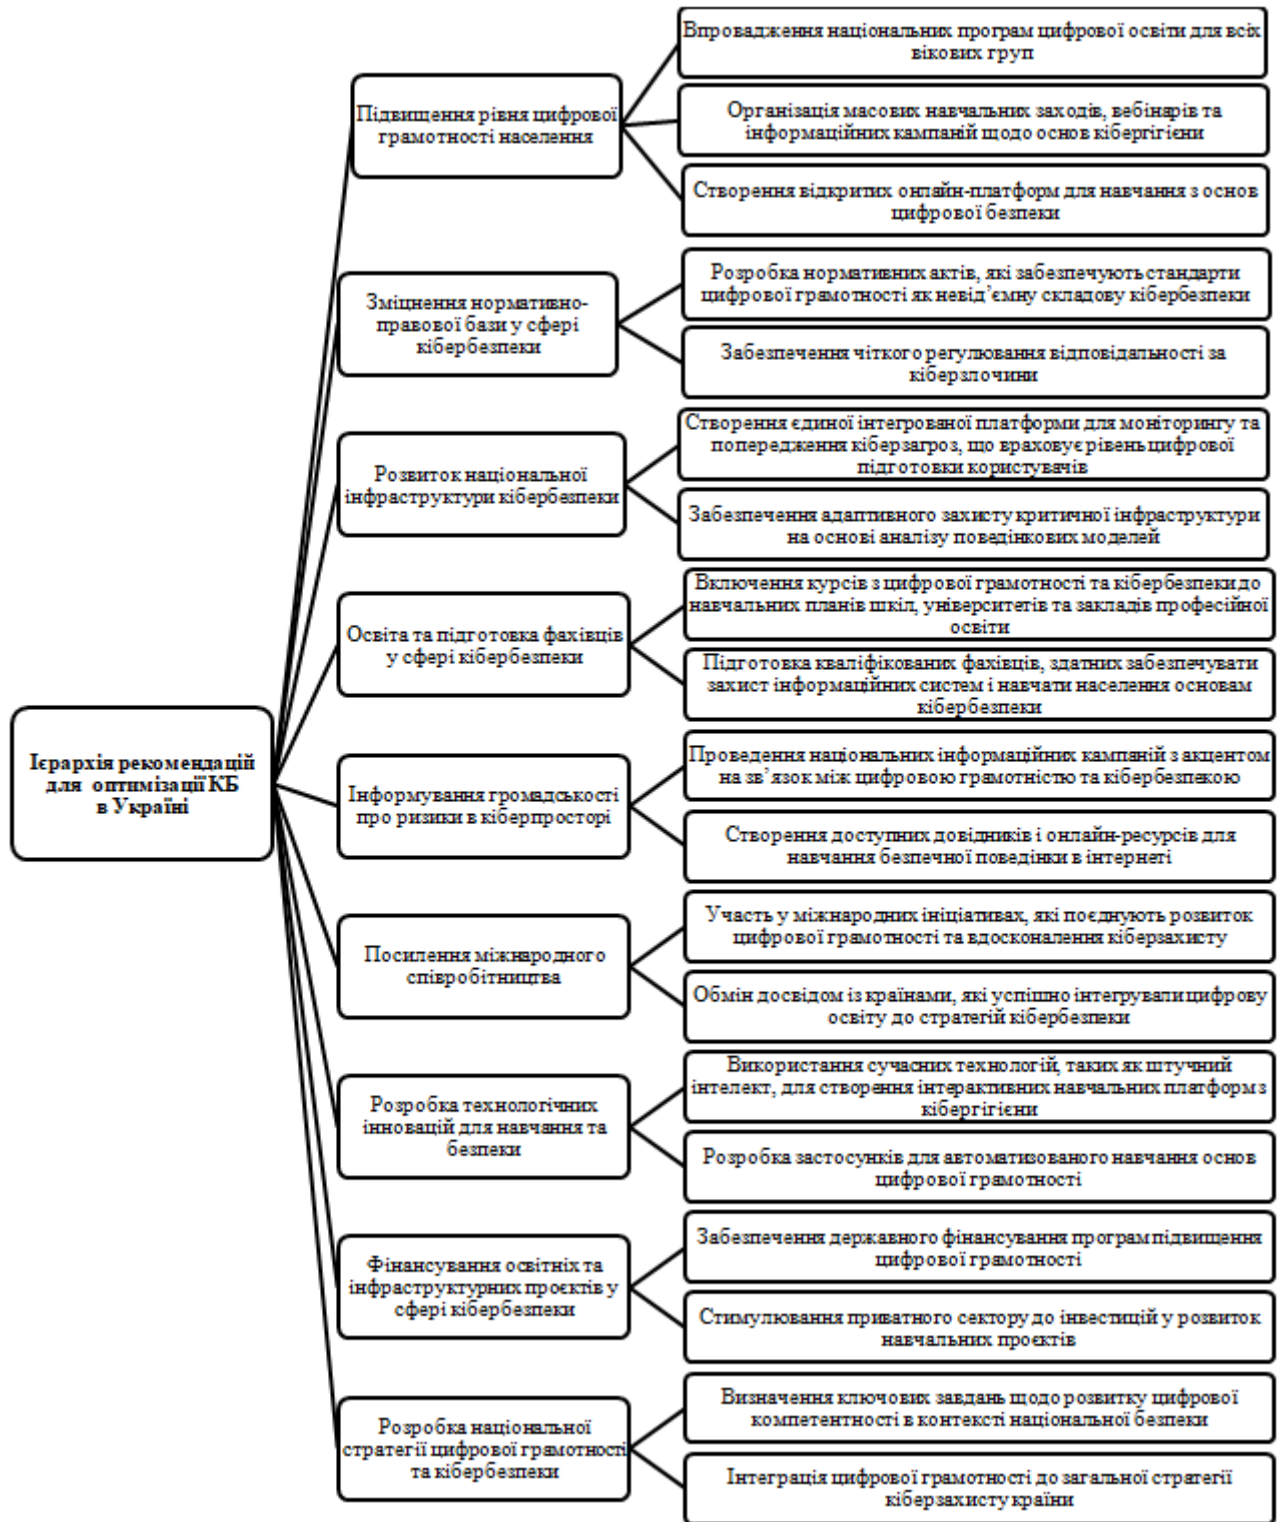 Ієрархія рекомендацій
для оптимізації КБ
в Україні
Підвищення рівня цифрової
грамотності населення
Впровадження національних програм цифрової освіти для всіх
вікових груп
Організація масових навчальних заходів, вебінарів та
інформаційних кампаній щодо основ кібергігієни
Створення відкритих онлайн-платформ для навчання з основ
цифрової безпеки
Зміцнення нормативно-
правової бази у сфері
кібербезпеки
Розробка нормативних актів, які забезпечують стандарти
цифрової грамотності як невід’ємну складову кібербезпеки
Забезпечення чіткого регулювання відповідальності за
кіберзлочини
Розвиток національної
інфраструктури кібербезпеки
Створення єдиної інтегрованої платформи для моніторингу та
попередження кіберзагроз, що враховує рівень цифрової
підготовки користувачів
Забезпечення адаптивного захисту критичної інфраструктури
на основі аналізу поведінкових моделей
Освіта та підготовка фахівців
у сфері кібербезпеки
Включення курсів з цифрової грамотності та кібербезпеки до
навчальних планів шкіл, університетів та закладів професійної
освіти
Підготовка кваліфікованих фахівців, здатних забезпечувати
захист інформаційних систем і навчати населення основам
кібербезпеки
Інформування громадськості
про ризики в кіберпросторі
Проведення національних інформаційних кампаній з акцентом
на зв’язок між цифровою грамотністю та кібербезпекою
Створення доступних довідників і онлайн-ресурсів для
навчання безпечної поведінки в інтернеті
Посилення міжнародного
співробітництва
Участь у міжнародних ініціативах, які поєднують розвиток
цифрової грамотності та вдосконалення кіберзахисту
Обмін досвідом із країнами, які успішно інтегрували цифрову
освіту до стратегій кібербезпеки
Розробка технологічних
інновацій для навчання та
безпеки
Використання сучасних технологій, таких як штучний
інтелект, для створення інтерактивних навчальних платформ з
кібергігієни
Розробка застосунків для автоматизованого навчання основ
цифрової грамотності
Фінансування освітніх та
інфраструктурних проєктів у
сфері кібербезпеки
Забезпечення державного фінансування програм підвищення
цифрової грамотності
Стимулювання приватного сектору до інвестицій у розвиток
навчальних проєктів
Розробка національної
стратегії цифрової грамотності
та кібербезпеки
Визначення ключових завдань щодо розвитку цифрової
компетентності в контексті національної безпеки
Інтеграція цифрової грамотності до загальної стратегії
кіберзахисту країни